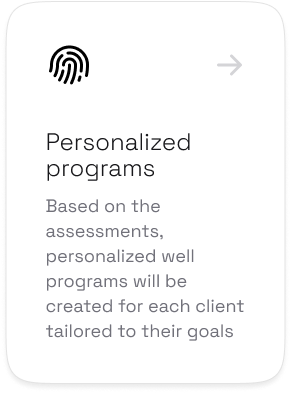 Personalized
programs
Based on the
assessments,
personalized well
programs will be
created for each client
tailored to their goals